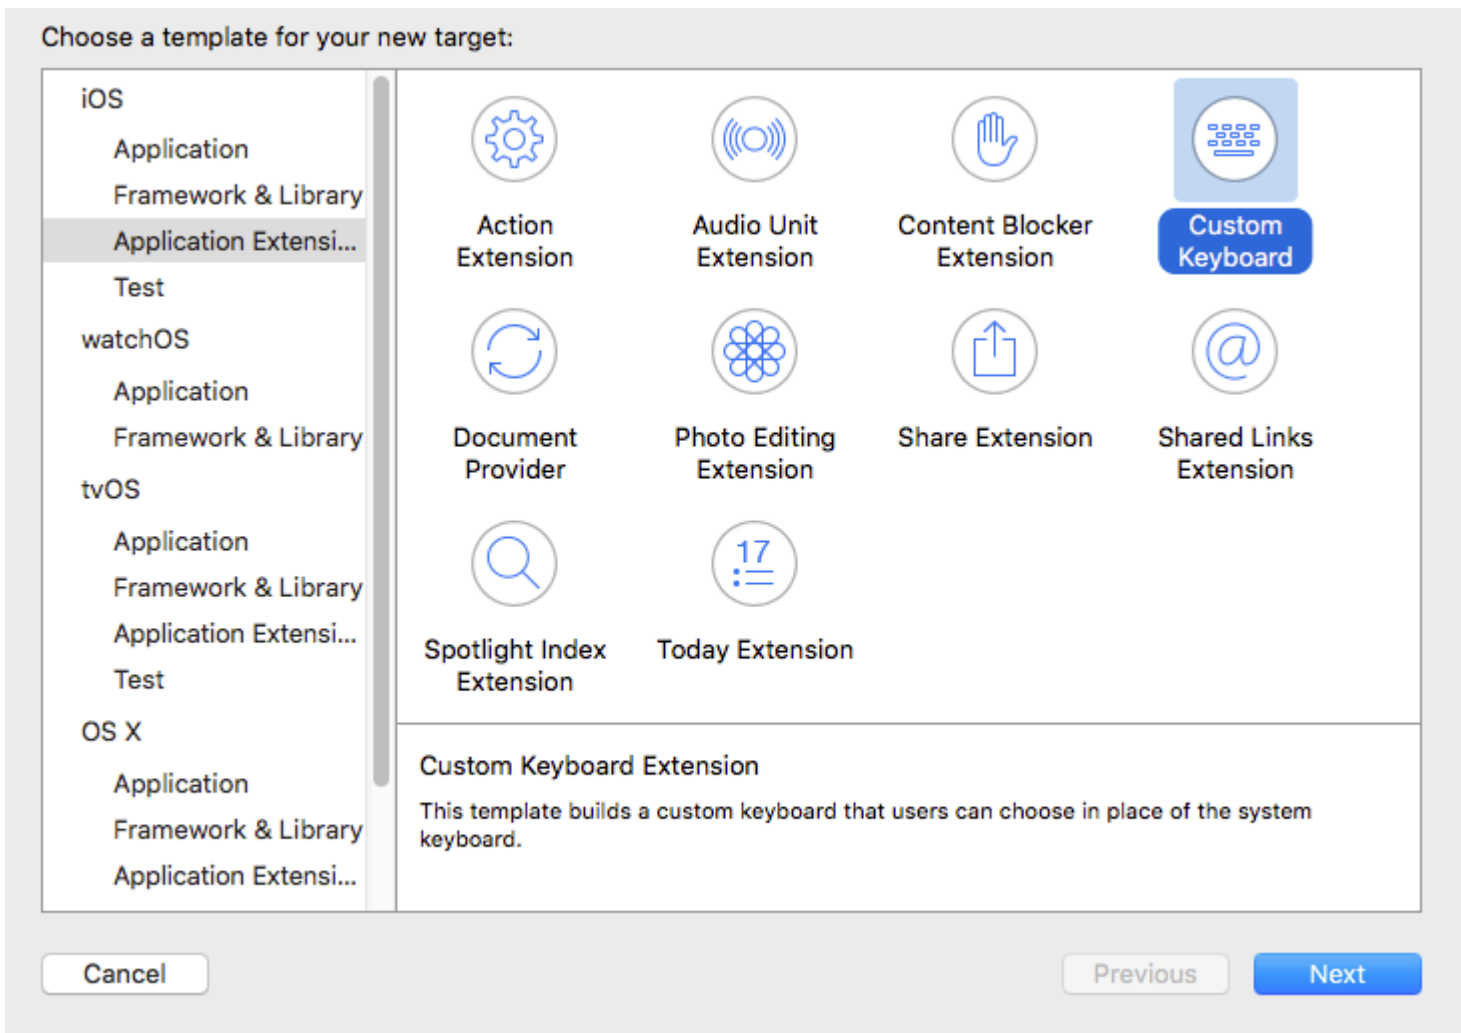 Choose a template for your new target:
iOS
Application
Framework & Library
Application Extensi...
Test
watchOS
Application
Framework & Library
tvOS
Application
Framework & Library
Application Extensi...
Test
OS X
Application
Framework & Library
Application Extensi...
Action
Extension
Audio Unit
Extension
Content Blocker
Extension
Custom
Keyboard
Document
Provider
Photo Editing
Extension
Share Extension
@
Shared Links
Extension
Spotlight Index
Extension
17
Today Extension
Custom Keyboard Extension
This template builds a custom keyboard that users can choose in place of the system
keyboard.
Cancel
Previous
Next